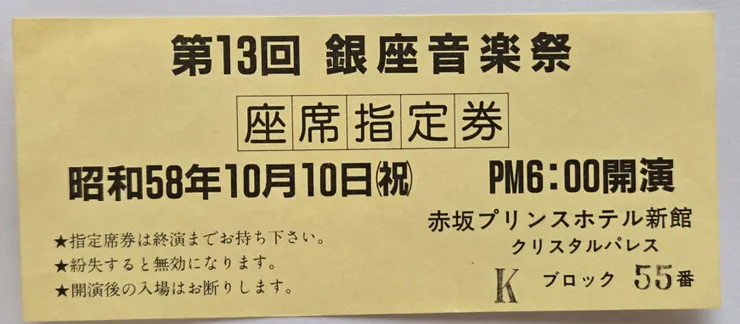 第13回 銀座音楽祭
座席指定券
昭和58年10月10日㈷ PM6:00開演
赤坂プリンスホテル新館
クリスタルパレス
K ブロック 55番
★指定席券は終演までお持ち下さい。
★紛失すると無効になります。
★開演後の入場はお断りします。